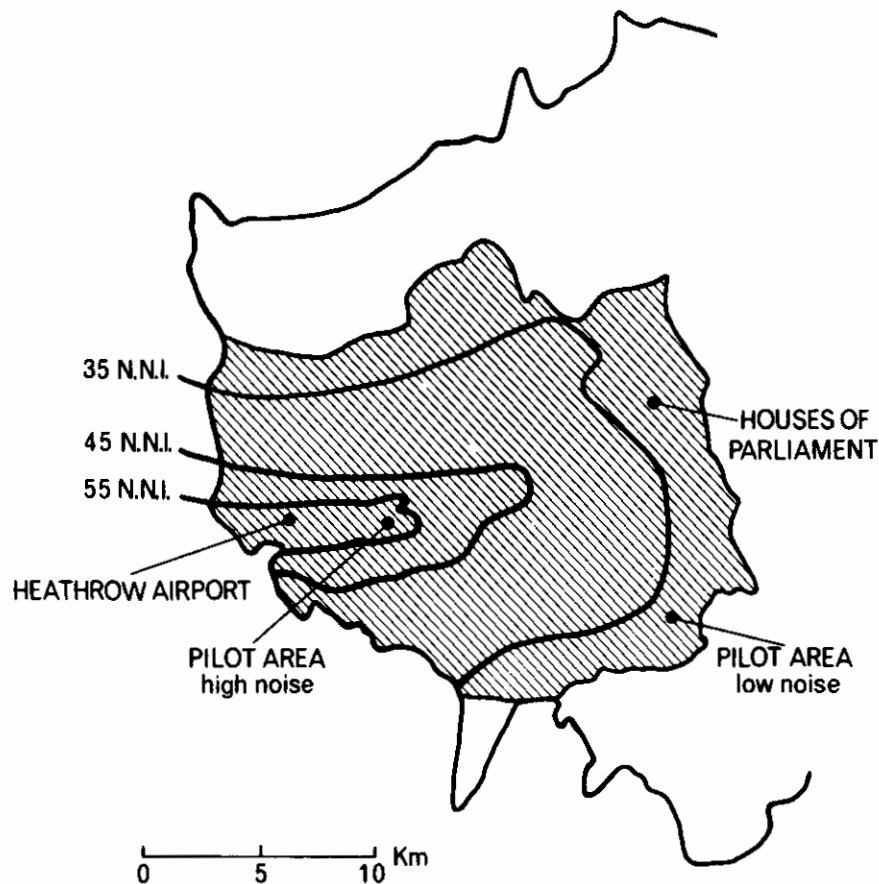 35 N.N.I.
45 N.N.I.
55 N.N.I.
HOUSES OF
PARLIAMENT
HEATHROW AIRPORT
PILOT AREA
high noise
PILOT AREA
low noise
0 5 10 Km